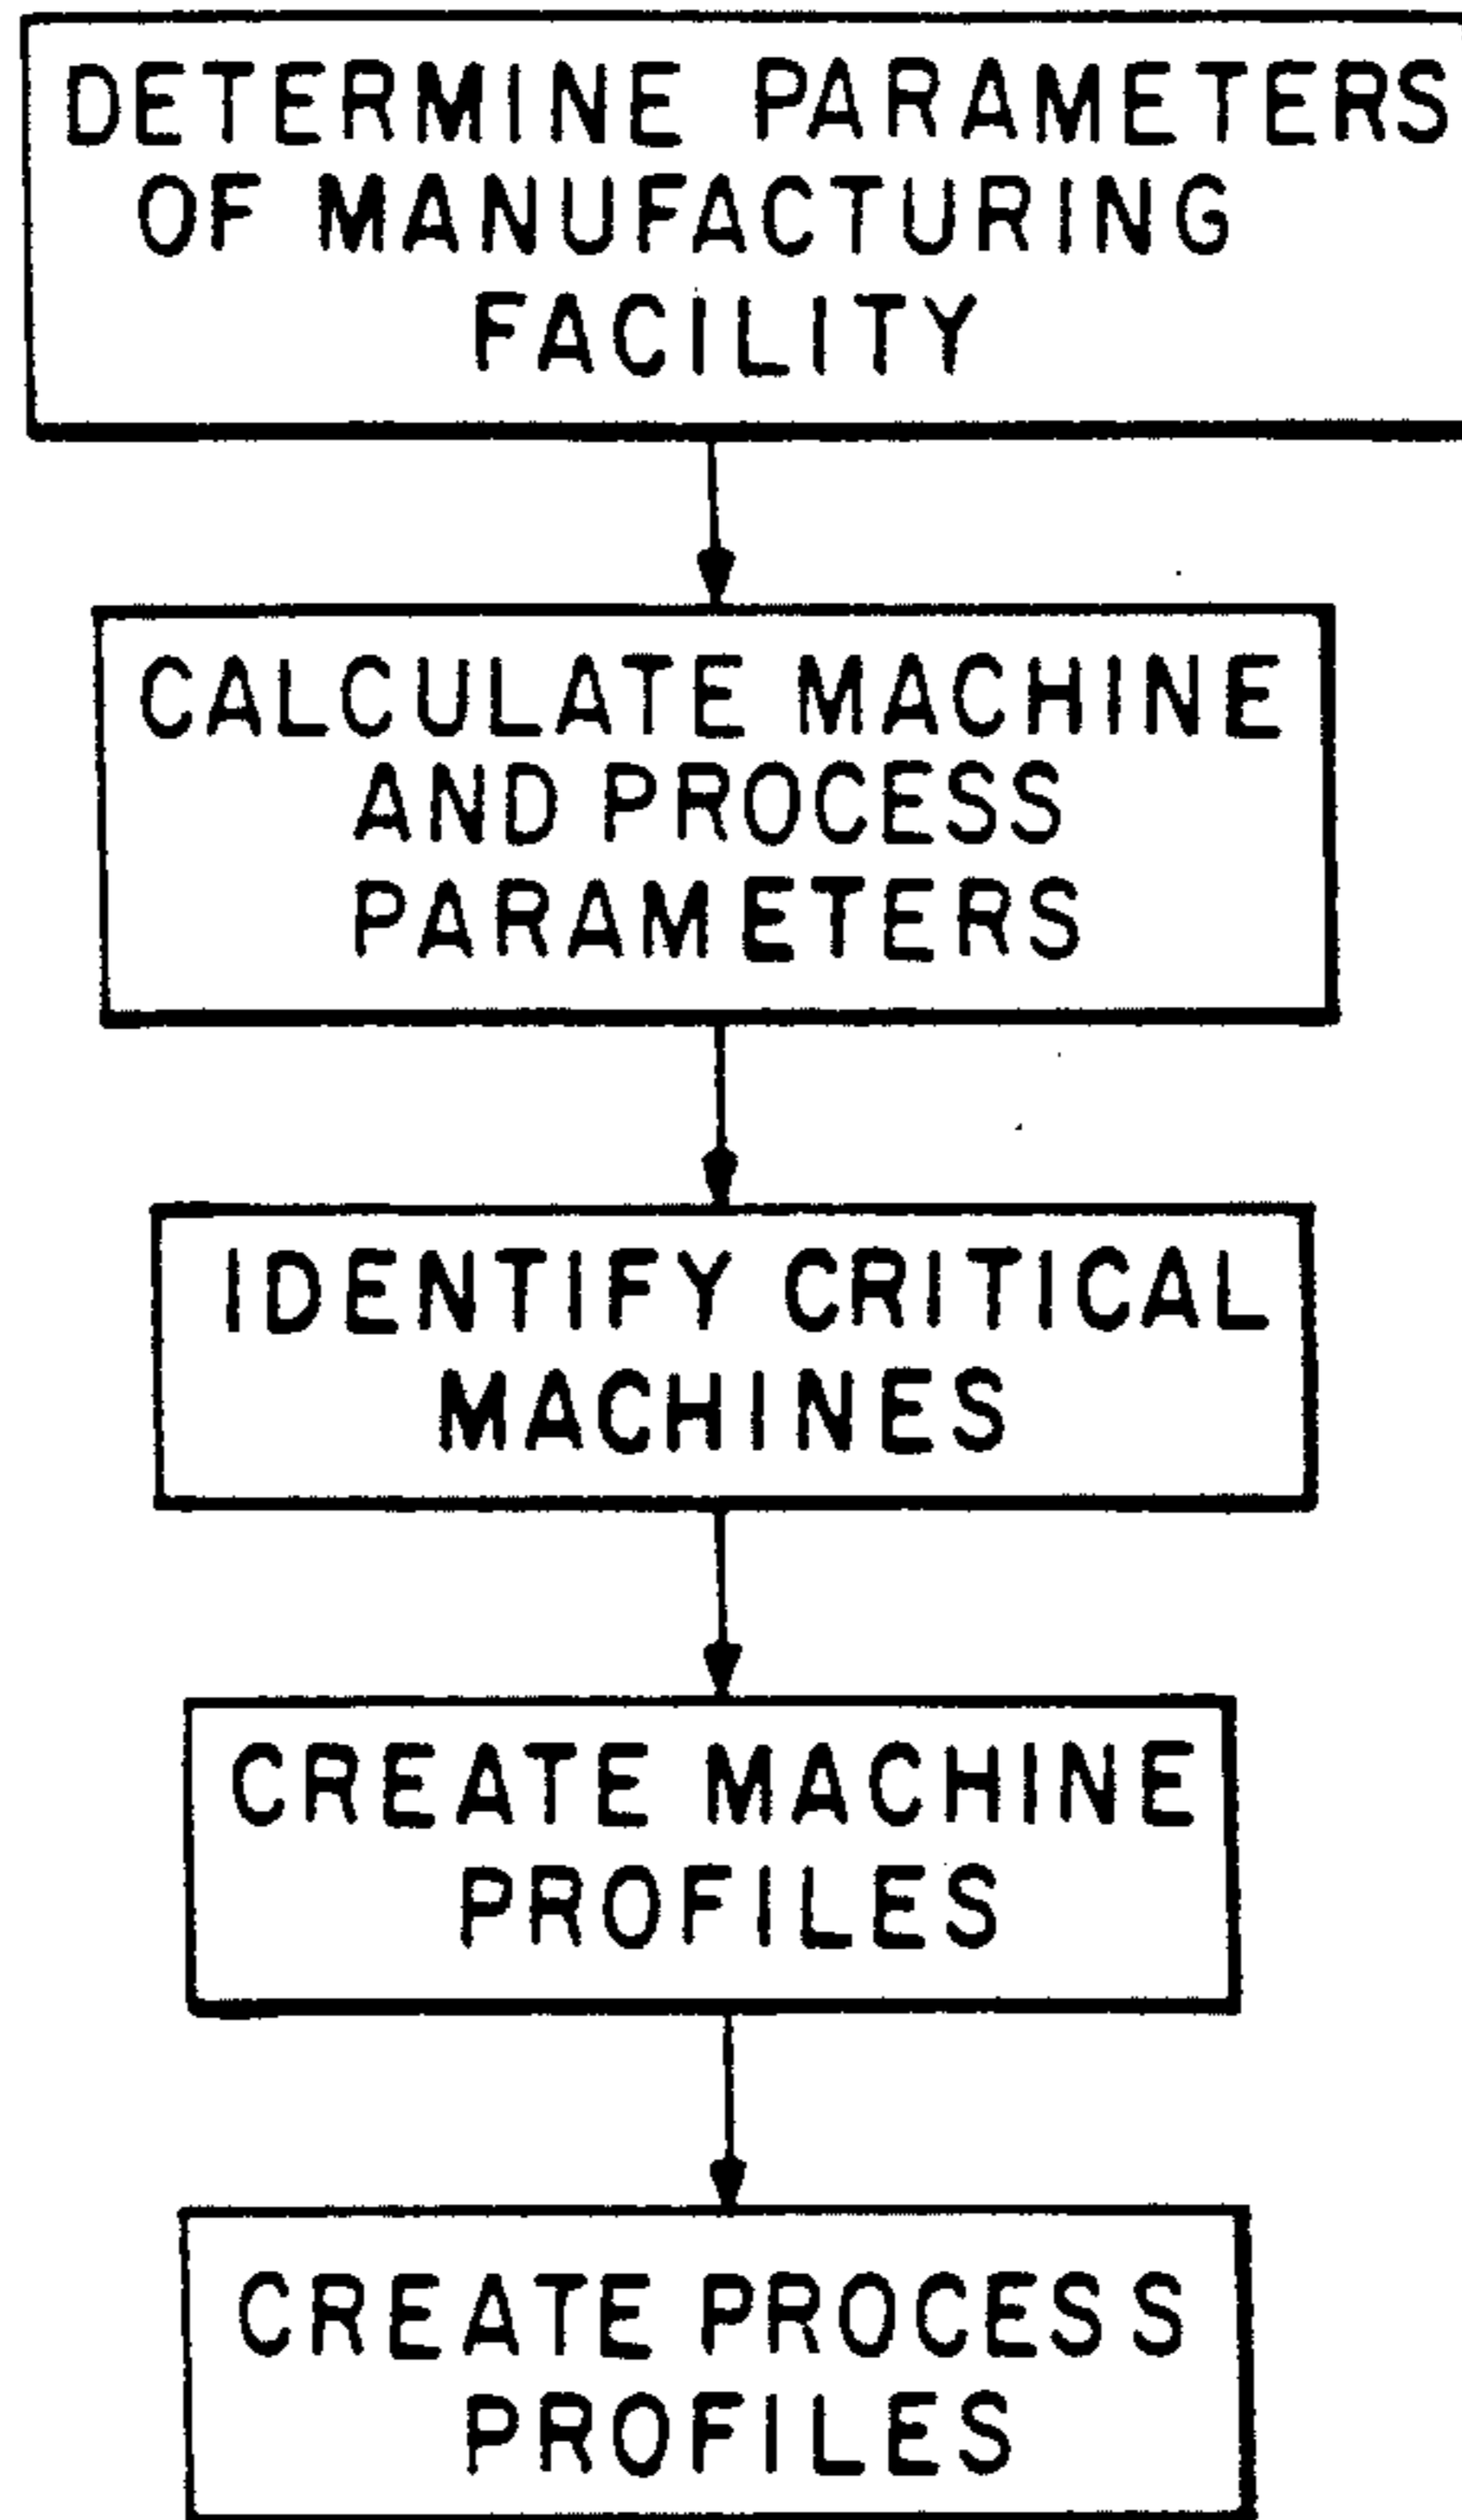 DETERMINE PARAMETERS
OF MANUFACTURING
FACILITY
CALCULATE MACHINE
AND PROCESS
PARAMETERS
IDENTIFY CRITICAL
MACHINES
CREATE MACHINE
PROFILES
CREATE PROCESS
PROFILES